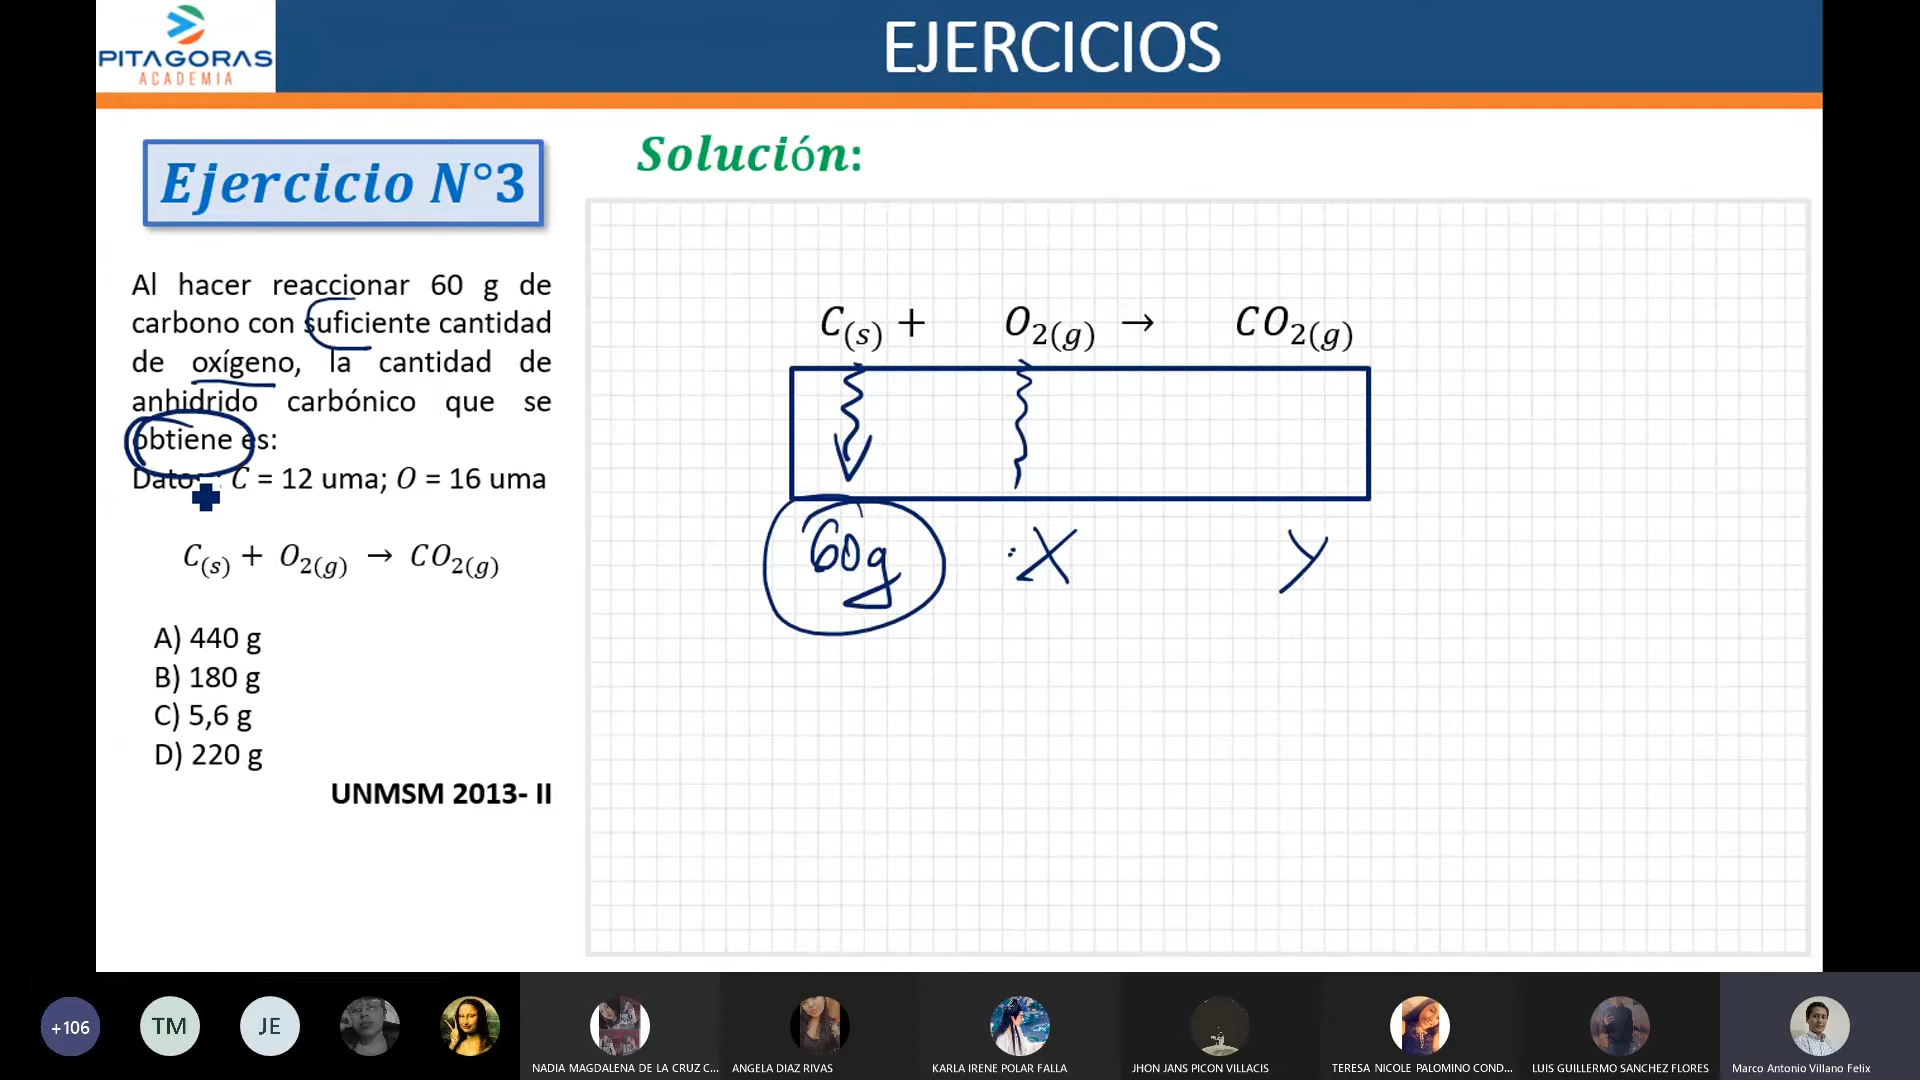 PITAGORAS
ACADEMIA
EJERCICIOS
Ejercicio N°3
Solución:
Al hacer reaccionar 60 g de
carbono con suficiente cantidad
de oxígeno, la cantidad de
anhidrido carbónico que se
obtiene es:
Datos : C = 12 uma; O = 16 uma
C(s) + O2(g) → CO2(g)
A) 440 g
B) 180 g
C) 5,6 g
D) 220 g
UNMSM 2013- II
C(s) + O2(g) → CO2(g)
60g X Y
+106
TM
JE
NADIA MAGDALENA DE LA CRUZ C...
ANGELA DIAZ RIVAS
KARLA IRENE POLAR FALLA
JHON JANS PICON VILLACIS
TERESA NICOLE PALOMINO COND...
LUIS GUILLERMO SANCHEZ FLORES
Marco Antonio Villano Felix